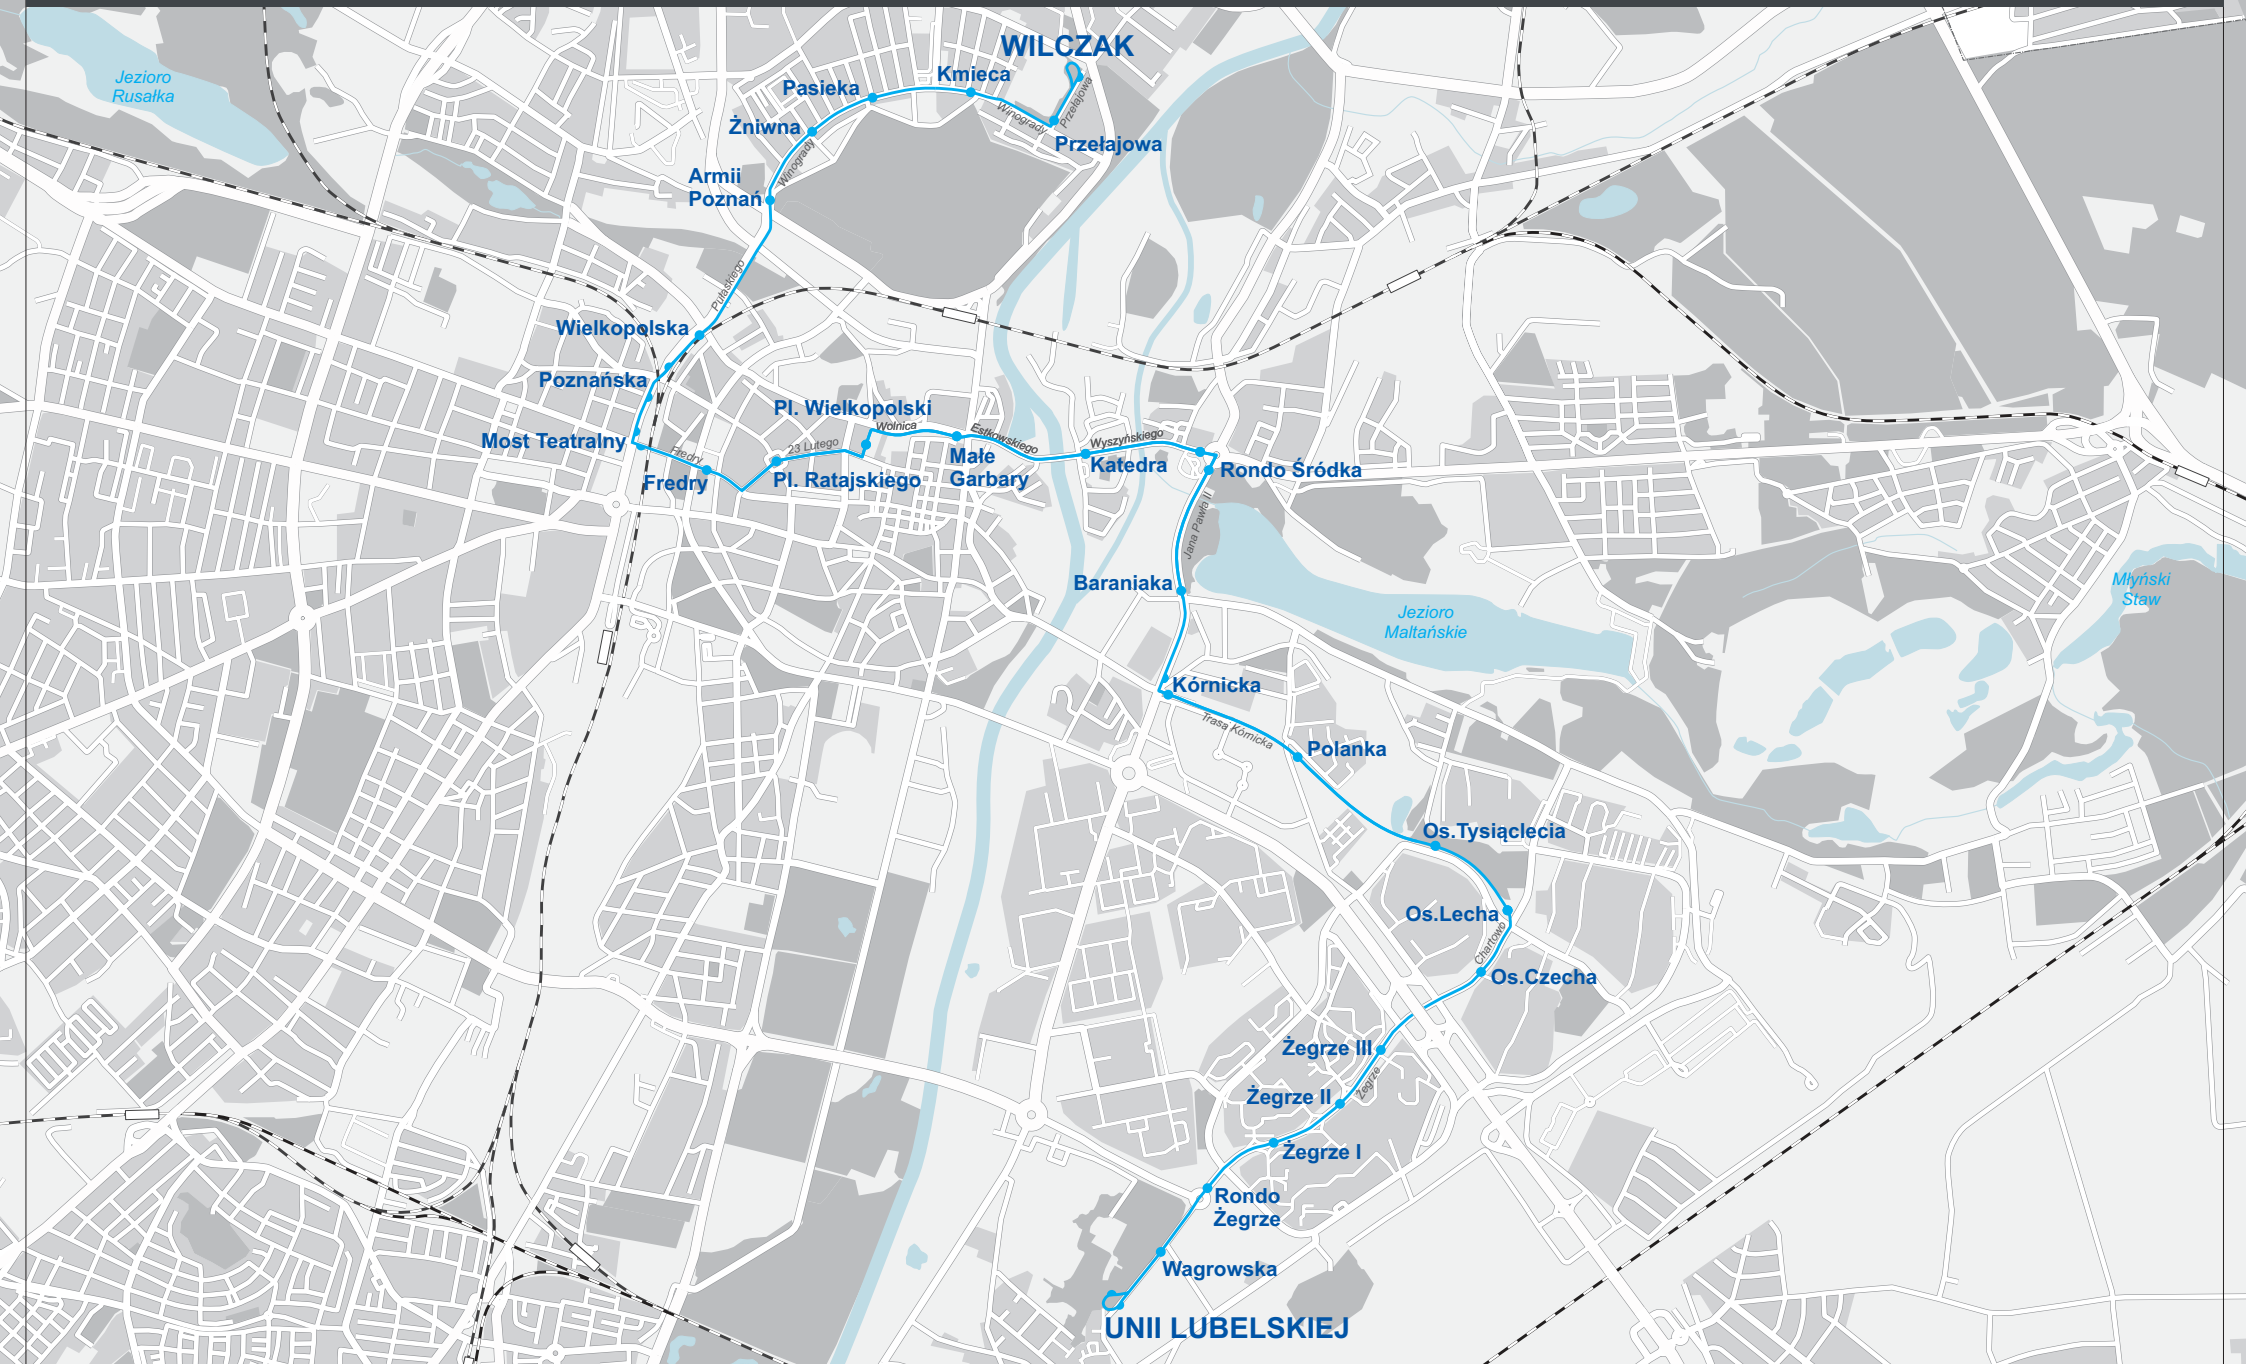 WILCZAK
Jezioro
Rusałka
Kmieca
Pasieka
Przełajowa
Winogrady
Żniwna
Przełajowa
Winogrady
Armii
Poznań
Pułaskiego
Wielkopolska
Poznańska
Pl. Wielkopolski
Wolnica
Estkowskiego
Wyszyńskiego
Most Teatralny
Fredry
23 Lutego
Małe
Garbary
Katedra
Rondo Śródka
Fredry
Pl. Ratajskiego
Jana Pawła II
Baraniaka
Jezioro
Maltańskie
Młyński
Staw
Kórnicka
Trasa Kórnicka
Polanka
Os.Tysiąclecia
Os.Lecha
Chartowo
Os.Czecha
Żegrze III
Żegrze
Żegrze II
Żegrze I
Rondo
Żegrze
Wagrowska
UNII LUBELSKIEJ